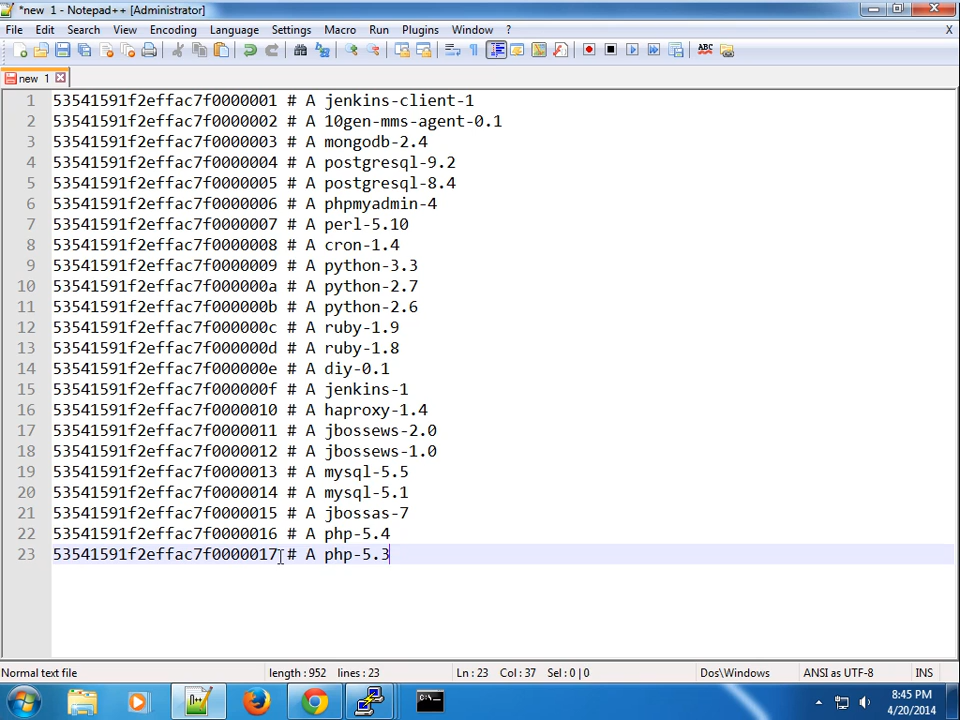 *new 1 - Notepad++ [Administrator]
File Edit Search View Encoding Language Settings Macro Run Plugins Window ? X
ABC
new 1
1 53541591f2effac7f0000001 # A jenkins-client-1
2 53541591f2effac7f0000002 # A 10gen-mms-agent-0.1
3 53541591f2effac7f0000003 # A mongodb-2.4
4 53541591f2effac7f0000004 # A postgresql-9.2
5 53541591f2effac7f0000005 # A postgresql-8.4
6 53541591f2effac7f0000006 # A phpmyadmin-4
7 53541591f2effac7f0000007 # A perl-5.10
8 53541591f2effac7f0000008 # A cron-1.4
9 53541591f2effac7f0000009 # A python-3.3
10 53541591f2effac7f000000a # A python-2.7
11 53541591f2effac7f000000b # A python-2.6
12 53541591f2effac7f000000c # A ruby-1.9
13 53541591f2effac7f000000d # A ruby-1.8
14 53541591f2effac7f000000e # A diy-0.1
15 53541591f2effac7f000000f # A jenkins-1
16 53541591f2effac7f0000010 # A haproxy-1.4
17 53541591f2effac7f0000011 # A jbossews-2.0
18 53541591f2effac7f0000012 # A jbossews-1.0
19 53541591f2effac7f0000013 # A mysql-5.5
20 53541591f2effac7f0000014 # A mysql-5.1
21 53541591f2effac7f0000015 # A jbossas-7
22 53541591f2effac7f0000016 # A php-5.4
23 53541591f2effac7f0000017 # A php-5.3
Normal text file length : 952 lines : 23 Ln : 23 Col : 37 Sel : 0 | 0 Dos\Windows ANSI as UTF-8 INS
8:45 PM
4/20/2014